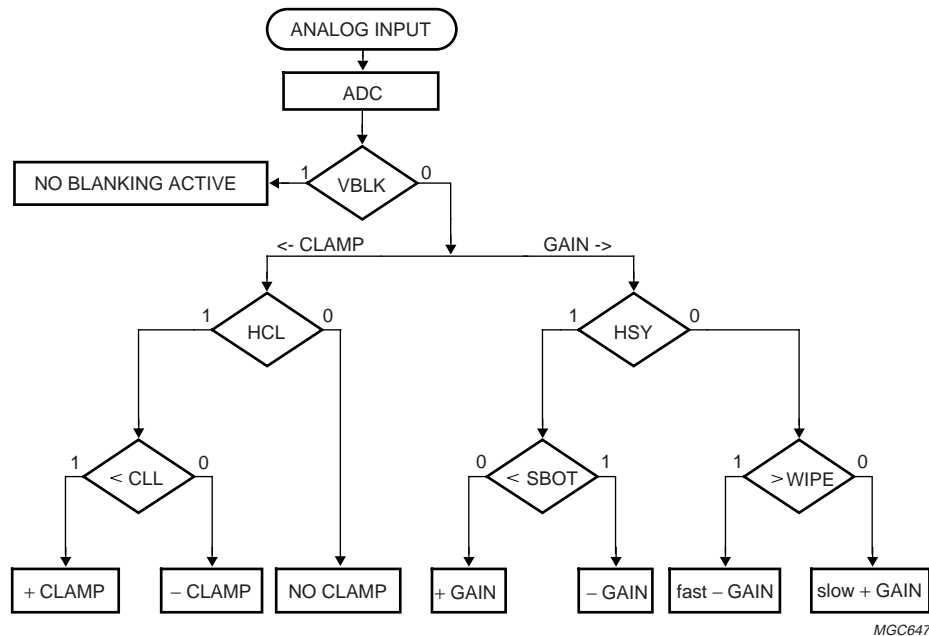 ANALOG INPUT
ADC
1 VBLK 0
NO BLANKING ACTIVE
<- CLAMP GAIN ->
1 HCL 0
1 HSY 0
1 < CLL 0
0 < SBOT 1
1 > WIPE 0
+ CLAMP − CLAMP NO CLAMP + GAIN − GAIN fast − GAIN slow + GAIN
MGC647